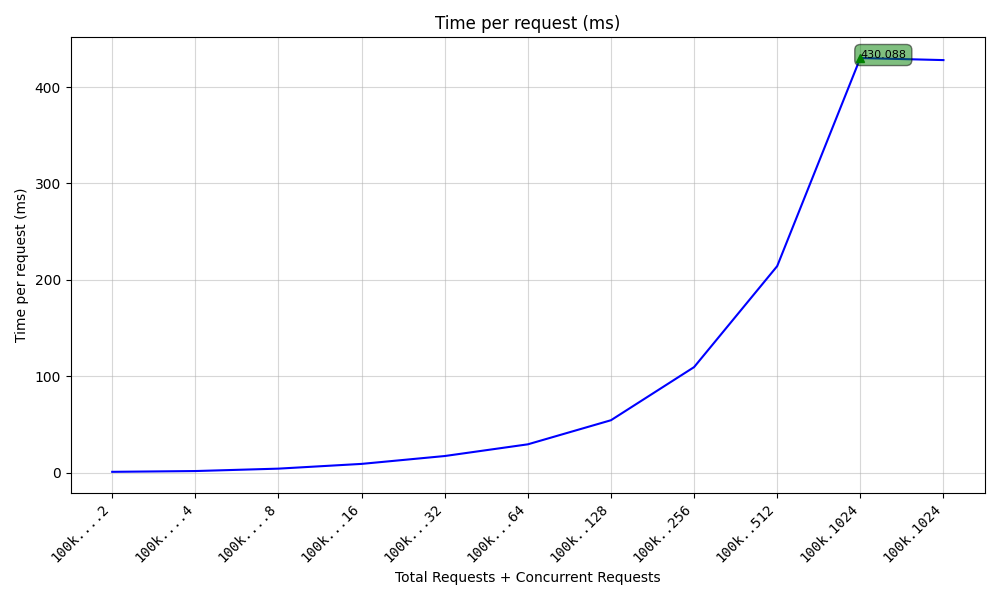 Time per request (ms)
430.088
Time per request (ms)
400
300
200
100
0
100k....2
100k....4
100k....8
100k...16
100k...32
100k...64
100k..128
100k..256
100k..512
100k.1024
100k.1024
Total Requests + Concurrent Requests